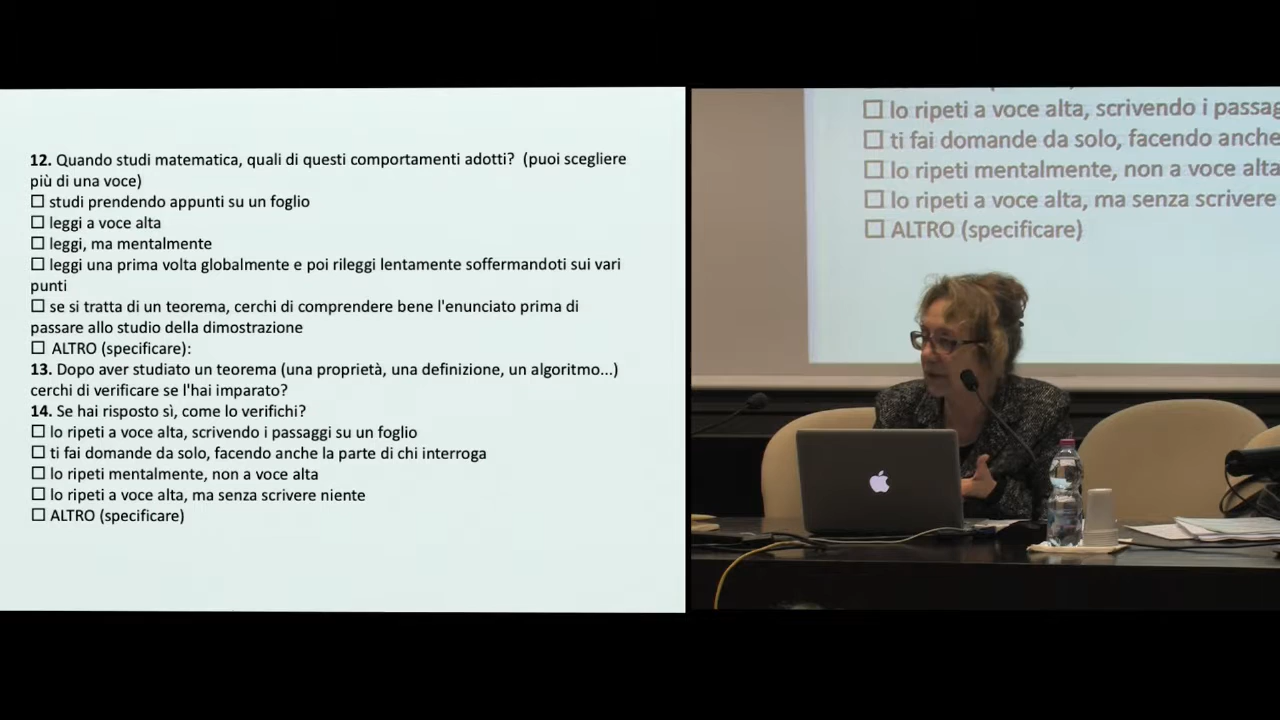 12. Quando studi matematica, quali di questi comportamenti adotti?  (puoi scegliere
più di una voce)
☐ studi prendendo appunti su un foglio
☐ leggi a voce alta
☐ leggi, ma mentalmente
☐ leggi una prima volta globalmente e poi rileggi lentamente soffermandoti sui vari
punti
☐ se si tratta di un teorema, cerchi di comprendere bene l'enunciato prima di
passare allo studio della dimostrazione
☐ ALTRO (specificare):
13. Dopo aver studiato un teorema (una proprietà, una definizione, un algoritmo...)
cerchi di verificare se l'hai imparato?
14. Se hai risposto sì, come lo verifichi?
☐ lo ripeti a voce alta, scrivendo i passaggi su un foglio
☐ ti fai domande da solo, facendo anche la parte di chi interroga
☐ lo ripeti mentalmente, non a voce alta
☐ lo ripeti a voce alta, ma senza scrivere niente
☐ ALTRO (specificare)
☐ lo ripeti a voce alta, scrivendo i passag
☐ ti fai domande da solo, facendo anche
☐ lo ripeti mentalmente, non a voce alta
☐ lo ripeti a voce alta, ma senza scrivere
☐ ALTRO (specificare)